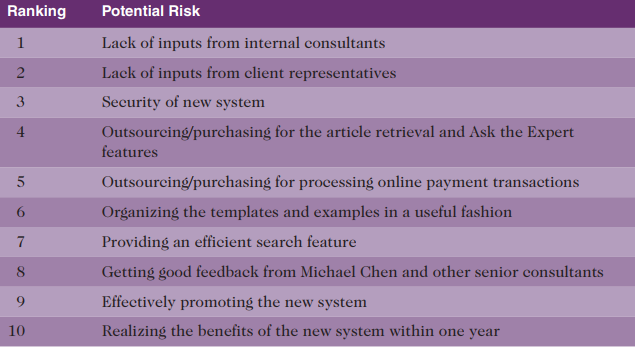 Ranking Potential Risk
1 Lack of inputs from internal consultants
2 Lack of inputs from client representatives
3 Security of new system
4 Outsourcing/purchasing for the article retrieval and Ask the Expert
features
5 Outsourcing/purchasing for processing online payment transactions
6 Organizing the templates and examples in a useful fashion
7 Providing an efficient search feature
8 Getting good feedback from Michael Chen and other senior consultants
9 Effectively promoting the new system
10 Realizing the benefits of the new system within one year